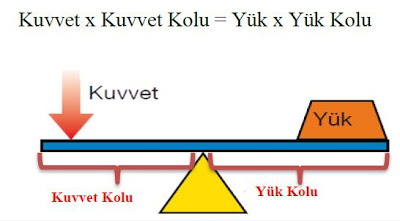 Kuvvet x Kuvvet Kolu = Yük x Yük Kolu
Kuvvet
Yük
Kuvvet Kolu
Yük Kolu